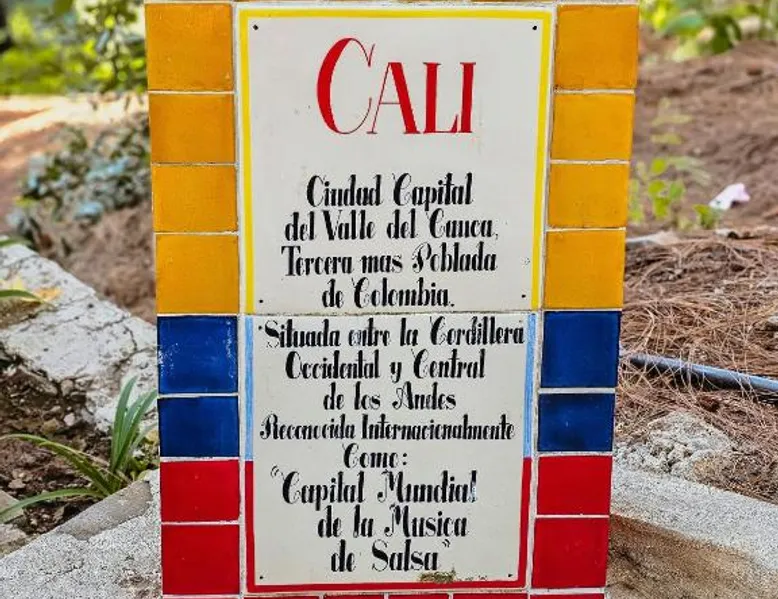 CALI
Ciudad Capital
del Valle del Cauca,
Tercera mas Poblada
de Colombia.
Situada entre la Cordillera
Occidental y Central
de los Andes
Reconocida Internacionalmente
Como:
"Capital Mundial
de la Musica
de Salsa"